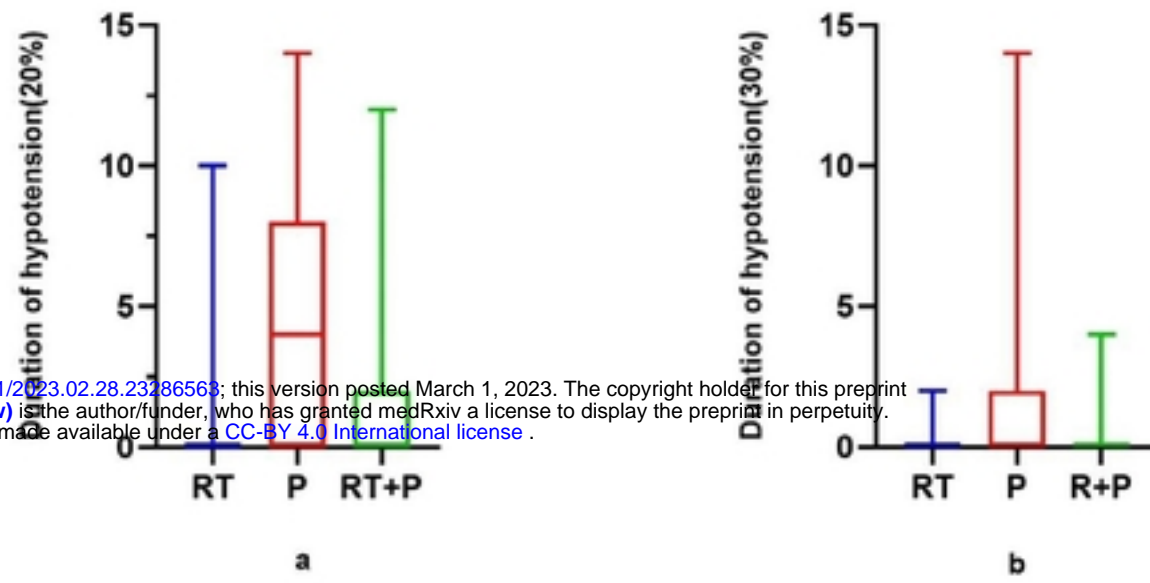 Duration of hypotension(20%)
15
10
5
0
RT P RT+P
a
Duration of hypotension(30%)
15
10
5
0
RT P R+P
b
1/2023.02.28.23286563; this version posted March 1, 2023. The copyright holder for this preprint
) is the author/funder, who has granted medRxiv a license to display the preprint in perpetuity.
made available under a CC-BY 4.0 International license .